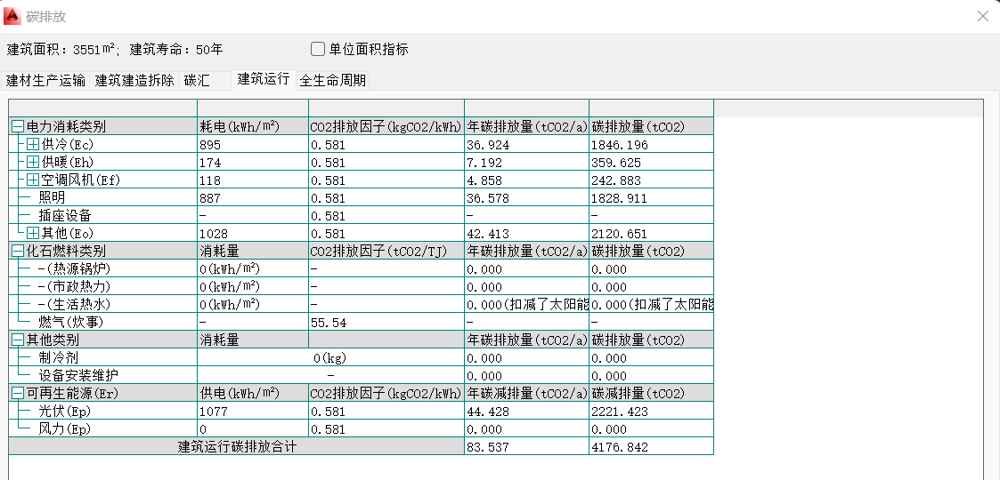 碳排放
建筑面积：3551㎡；建筑寿命：50年 单位面积指标
建材生产运输 建筑建造拆除 碳汇 建筑运行 全生命周期
电力消耗类别 耗电(kWh/㎡) CO2排放因子(kgCO2/kWh) 年碳排放量(tCO2/a) 碳排放量(tCO2)
供冷(Ec) 895 0.581 36.924 1846.196
供暖(Eh) 174 0.581 7.192 359.625
空调风机(Ef) 118 0.581 4.858 242.883
照明 887 0.581 36.578 1828.911
插座设备 - 0.581 - -
其他(Eo) 1028 0.581 42.413 2120.651
化石燃料类别 消耗量 CO2排放因子(tCO2/TJ) 年碳排放量(tCO2/a) 碳排放量(tCO2)
-(热源锅炉) 0(kWh/㎡) - 0.000 0.000
-(市政热力) 0(kWh/㎡) - 0.000 0.000
-(生活热水) 0(kWh/㎡) - 0.000(扣减了太阳能 0.000(扣减了太阳能
燃气(炊事) - 55.54 - -
其他类别 消耗量 年碳排放量(tCO2/a) 碳排放量(tCO2)
制冷剂 0(kg) 0.000 0.000
设备安装维护 - 0.000 0.000
可再生能源(Er) 供电(kWh/㎡) CO2排放因子(kgCO2/kWh) 年碳减排量(tCO2/a) 碳减排量(tCO2)
光伏(Ep) 1077 0.581 44.428 2221.423
风力(Ep) 0 0.581 0.000 0.000
建筑运行碳排放合计 83.537 4176.842